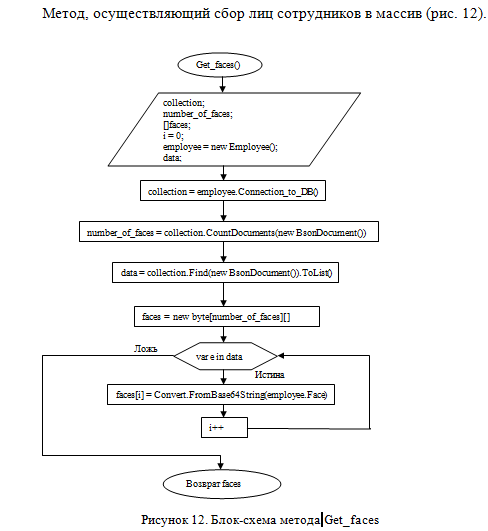 Метод, осуществляющий сбор лиц сотрудников в массив (рис. 12).
Get_faces()
collection;
number_of_faces;
[]faces;
i = 0;
employee = new Employee();
data;
collection = employee.Connection_to_DB()
number_of_faces = collection.CountDocuments(new BsonDocument())
data = collection.Find(new BsonDocument()).ToList()
faces = new byte[number_of_faces][]
Ложь
var e in data
Истина
faces[i] = Convert.FromBase64String(employee.Face)
i++
Возврат faces
Рисунок 12. Блок-схема метода Get_faces